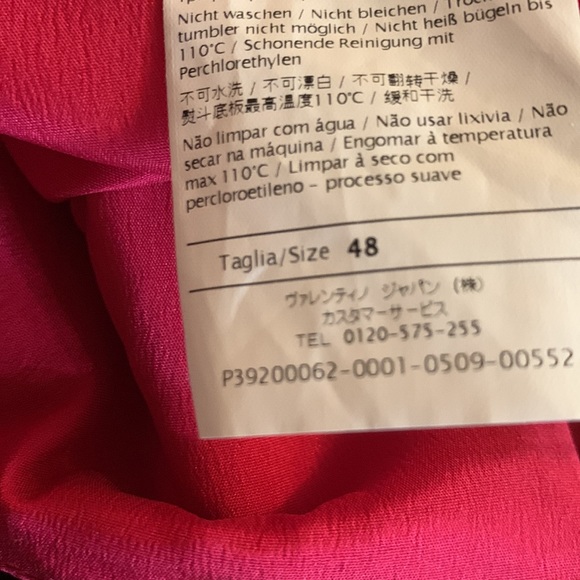 Nicht waschen / Nicht bleichen /
tumbler nicht möglich / Nicht heiß bügeln bis
110°C / Schonende Reinigung mit
Perchlorethylen
不可水洗 / 不可漂白 / 不可翻转干燥 /
熨斗底板最高温度110°C / 缓和干洗
Não limpar com água / Não usar lixivia / Não
secar na máquina / Engomar à temperatura
max 110°C / Limpar à seco com
percloroetileno - processo suave
Taglia/Size 48
ヴァレンティノ ジャパン (株)
カスタマーサービス
TEL 0120-575-255
P39200062-0001-0509-00552